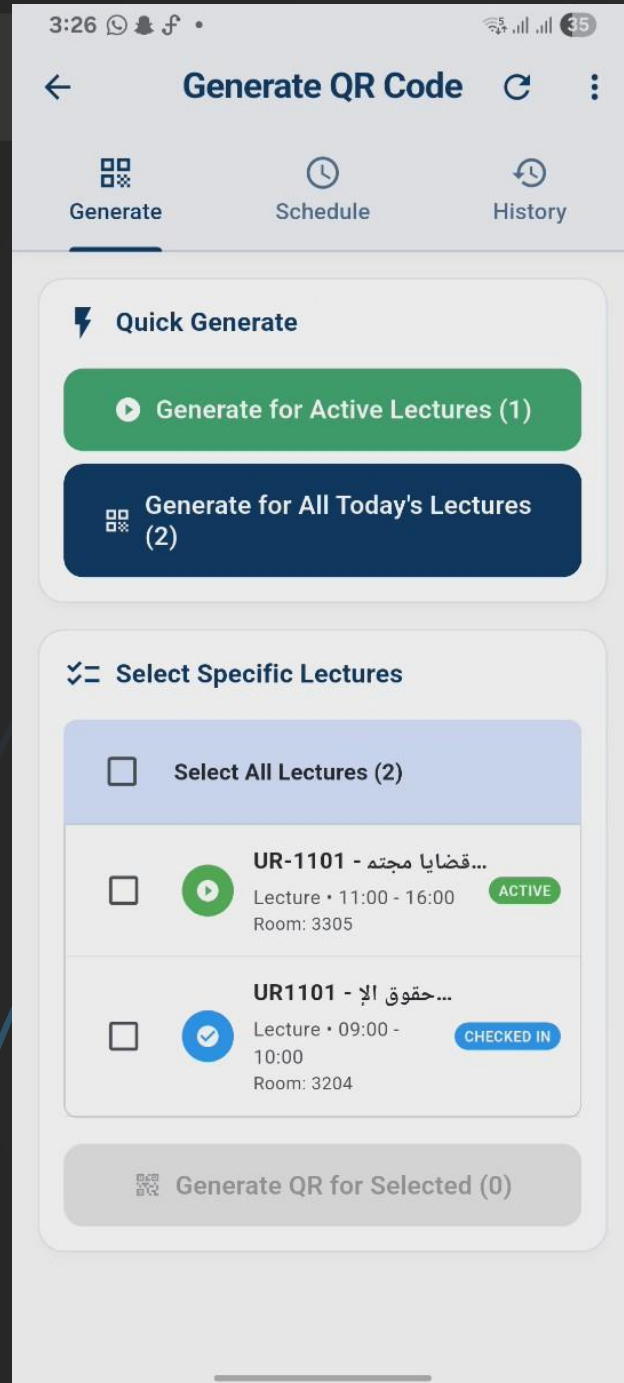 3:26
35
Generate QR Code
Generate
Schedule
History
Quick Generate
Generate for Active Lectures (1)
Generate for All Today's Lectures
(2)
Select Specific Lectures
Select All Lectures (2)
UR-1101 - قضايا مجتم...
Lecture • 11:00 - 16:00
ACTIVE
Room: 3305
UR1101 - حقوق الإ...
Lecture • 09:00 -
10:00
CHECKED IN
Room: 3204
Generate QR for Selected (0)